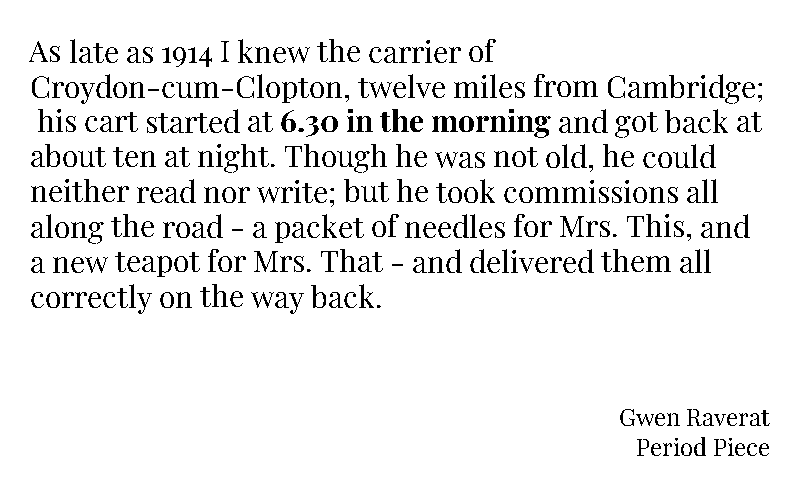 As late as 1914 I knew the carrier of
Croydon-cum-Clopton, twelve miles from Cambridge;
his cart started at 6.30 in the morning and got back at
about ten at night. Though he was not old, he could
neither read nor write; but he took commissions all
along the road - a packet of needles for Mrs. This, and
a new teapot for Mrs. That - and delivered them all
correctly on the way back.
Gwen Raverat
Period Piece